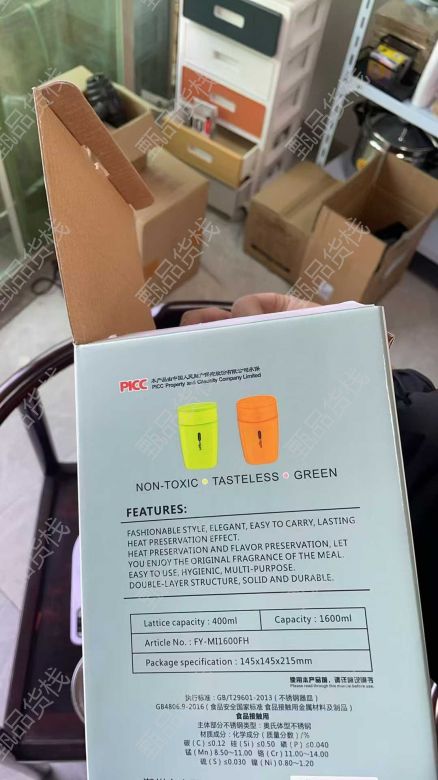 PICC 本产品由中国人民财产保险股份有限公司承保
PICC Property and Casualty Company Limited
NON-TOXIC TASTELESS GREEN
FEATURES:
FASHIONABLE STYLE, ELEGANT, EASY TO CARRY, LASTING
HEAT PRESERVATION EFFECT.
HEAT PRESERVATION AND FLAVOR PRESERVATION, LET
YOU ENJOY THE ORIGINAL FRAGRANCE OF THE MEAL.
EASY TO USE, HYGIENIC, MULTI-PURPOSE.
DOUBLE-LAYER STRUCTURE, SOLID AND DURABLE.
Lattice capacity : 400ml Capacity : 1600ml
Article No. : FY-MI1600FH
Package specification : 145x145x215mm
使用本产品前，请详细说明书
执行标准：GB/T29601-2013（不锈钢器皿）
GB4806.9-2016（食品安全国家标准 食品接触用金属材料及制品）
食品接触用
主体部分不锈钢类型：奥氏体型不锈钢
材质成分：化学成分（质量分数）/%
碳(C)≤0.12 硅(Si)≤0.50 磷(P)≤0.040
锰(Mn) 8.50~11.00 铬(Cr) 11.00~14.00
硫(S)≤0.030 镍(Ni) 0.80~1.20
甄品货栈